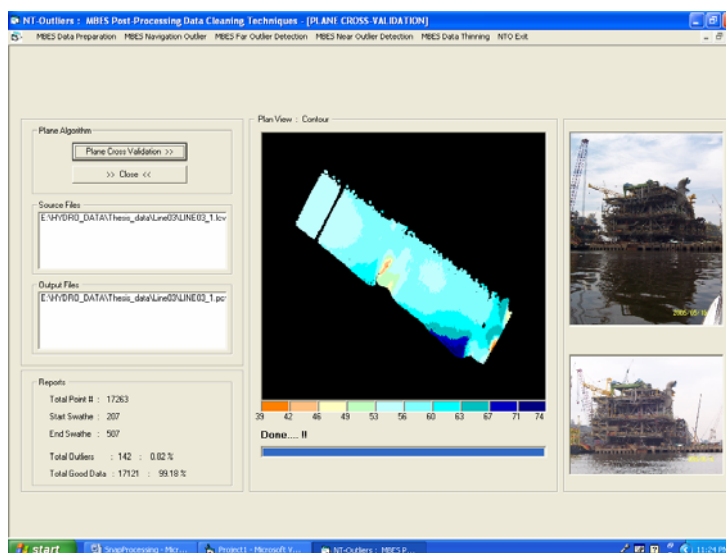 NT-Outliers : MBES Post-Processing Data Cleaning Techniques - [PLANE CROSS-VALIDATION]
MBES Data Preparation MBES Navigation Outlier MBES Far Outlier Detection MBES Near Outlier Detection MBES Data Thinning NTO Exit
Plane Algorithm
Plane Cross Validation >>
>> Close <<
Source Files
E:\HYDRO_DATA\Thesis_data\Line03\LINE03_1.lcv
Output Files
E:\HYDRO_DATA\Thesis_data\Line03\LINE03_1.pc
Reports
Total Point # : 17263
Start Swathe : 207
End Swathe : 507
Total Outliers : 142 : 0.82 %
Total Good Data : 17121 : 99.18 %
Plan View : Contour
39 42 46 49 53 56 60 63 67 71 74
Done.... !!
start
SnapProcessing - Micr...
Project1 - Microsoft V...
NT-Outliers : MBES P...